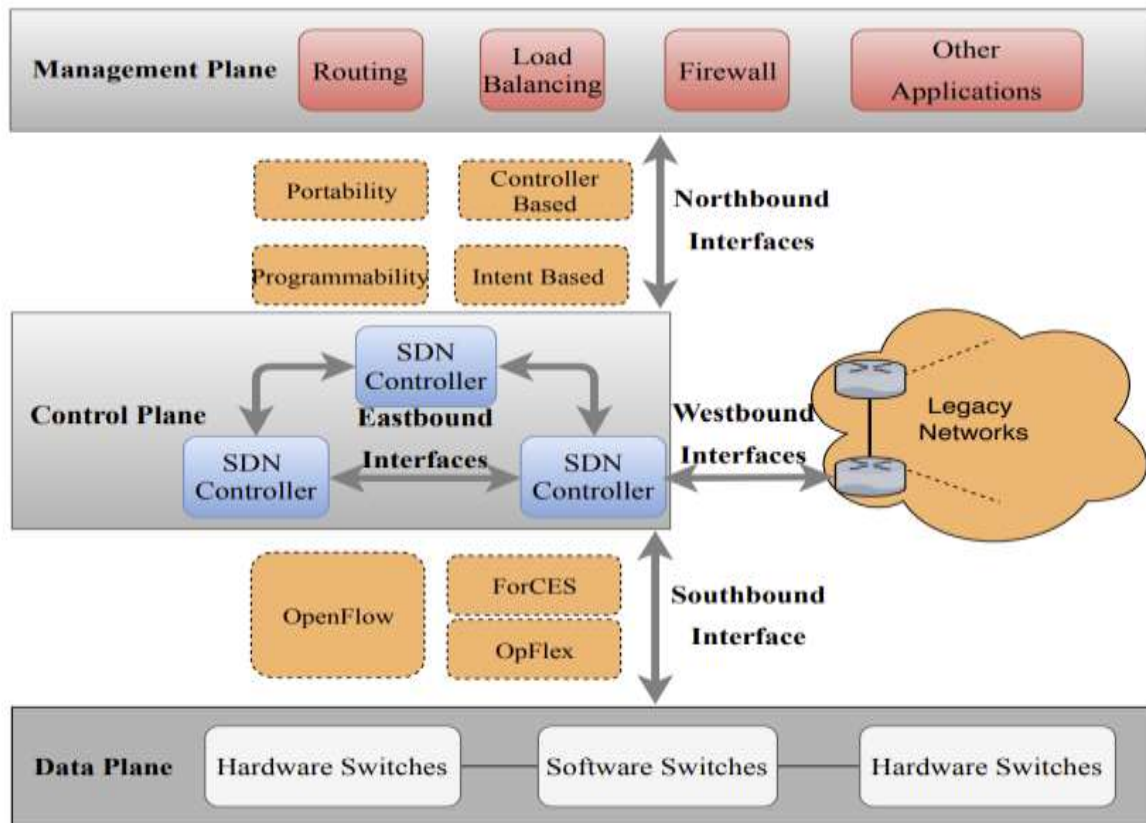 Management Plane
Routing
Load
Balancing
Firewall
Other
Applications
Portability
Controller
Based
Northbound
Interfaces
Programmability
Intent Based
Control Plane
SDN
Controller
Eastbound
Interfaces
SDN
Controller
SDN
Controller
Westbound
Interfaces
Legacy
Networks
OpenFlow
ForCES
OpFlex
Southbound
Interface
Data Plane
Hardware Switches
Software Switches
Hardware Switches